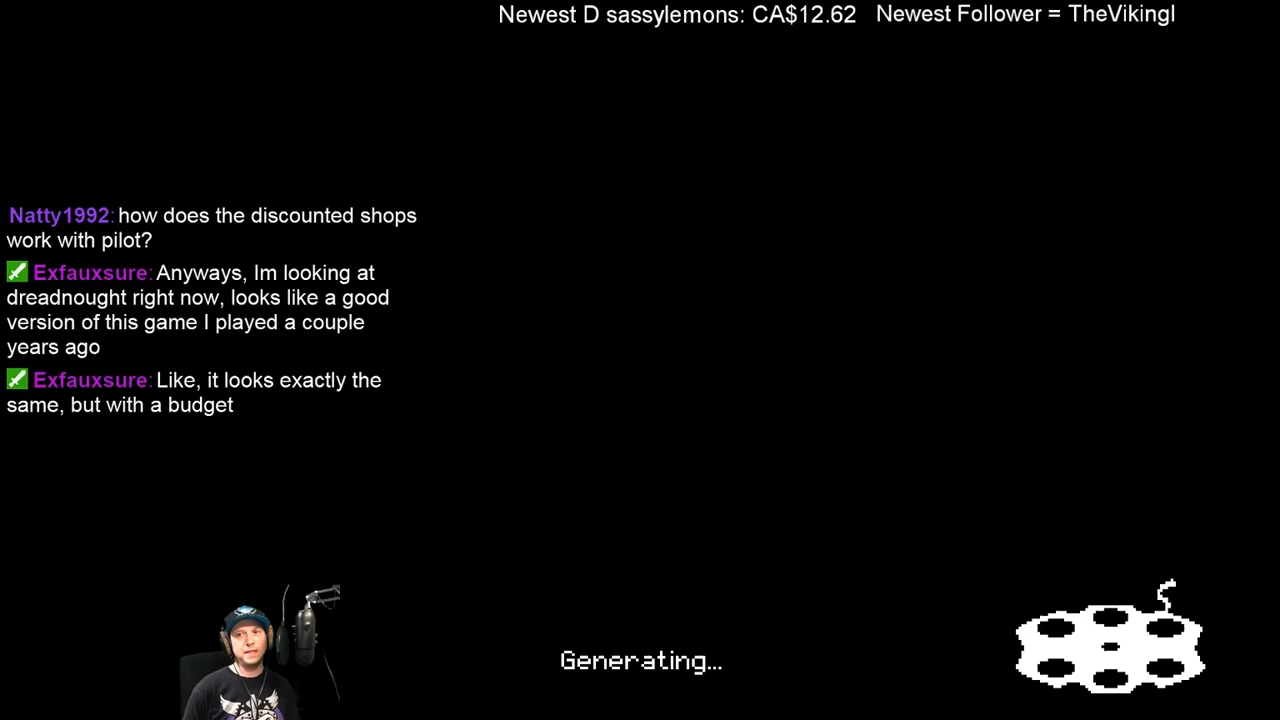 Newest D sassylemons: CA$12.62 Newest Follower = TheVikingI
Natty1992: how does the discounted shops
work with pilot?
Exfauxsure: Anyways, Im looking at
dreadnought right now, looks like a good
version of this game I played a couple
years ago
Exfauxsure: Like, it looks exactly the
same, but with a budget
Generating...